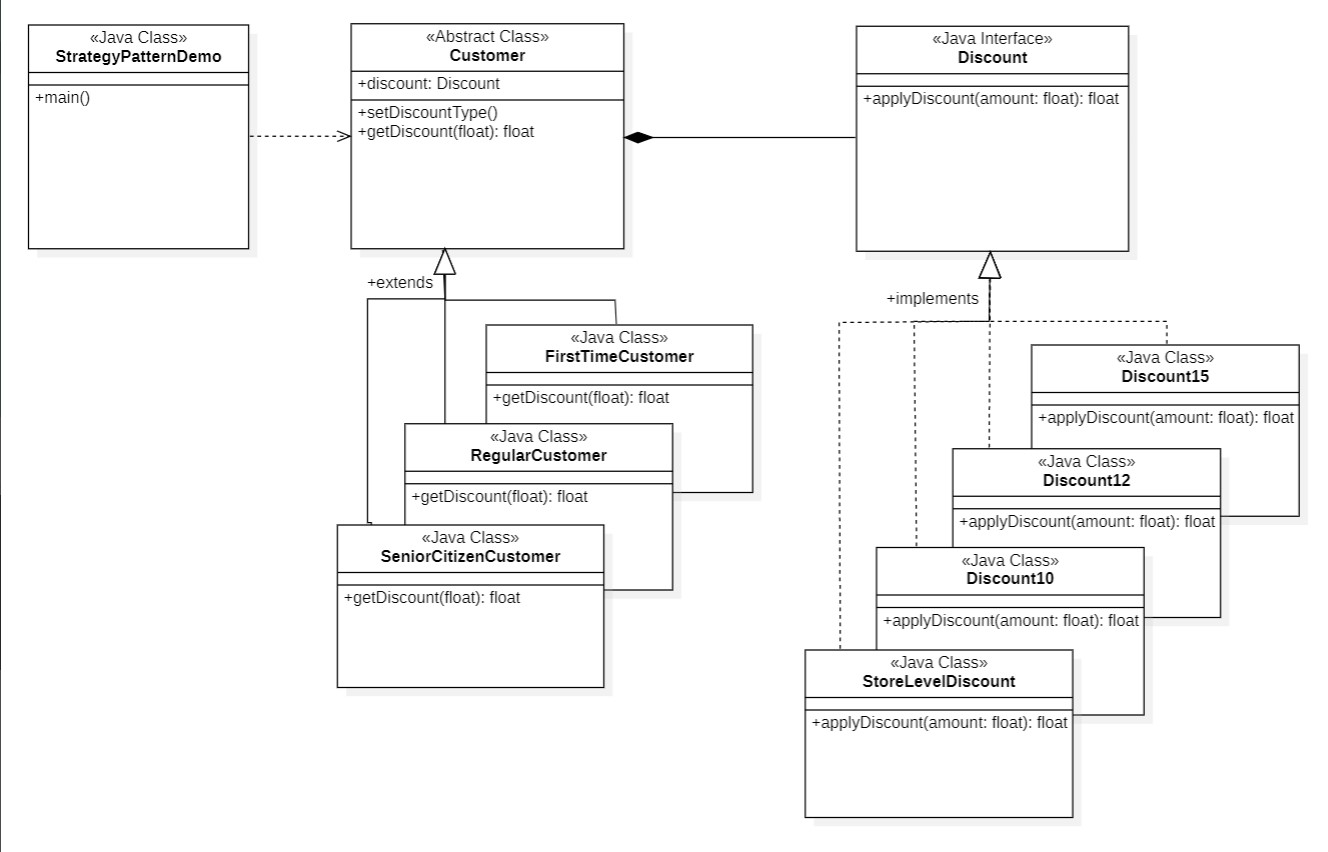 «Java Class»
StrategyPatternDemo
+main()
«Abstract Class»
Customer
+discount: Discount
+setDiscountType()
+getDiscount(float): float
«Java Interface»
Discount
+applyDiscount(amount: float): float
+extends
+implements
«Java Class»
FirstTimeCustomer
+getDiscount(float): float
«Java Class»
RegularCustomer
+getDiscount(float): float
«Java Class»
SeniorCitizenCustomer
+getDiscount(float): float
«Java Class»
Discount15
+applyDiscount(amount: float): float
«Java Class»
Discount12
+applyDiscount(amount: float): float
«Java Class»
Discount10
+applyDiscount(amount: float): float
«Java Class»
StoreLevelDiscount
+applyDiscount(amount: float): float